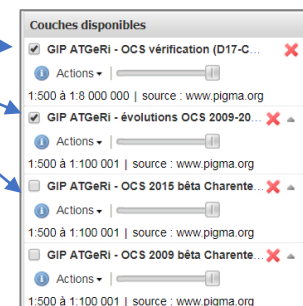 Couches disponibles
GIP ATGeRi - OCS vérification (D17-C...
Actions
1:500 à 1:8 000 000 | source : www.pigma.org
GIP ATGeRi - évolutions OCS 2009-20...
Actions
1:500 à 1:100 001 | source : www.pigma.org
GIP ATGeRi - OCS 2015 bêta Charente...
Actions
1:500 à 1:100 001 | source : www.pigma.org
GIP ATGeRi - OCS 2009 bêta Charente...
Actions
1:500 à 1:100 001 | source : www.pigma.org